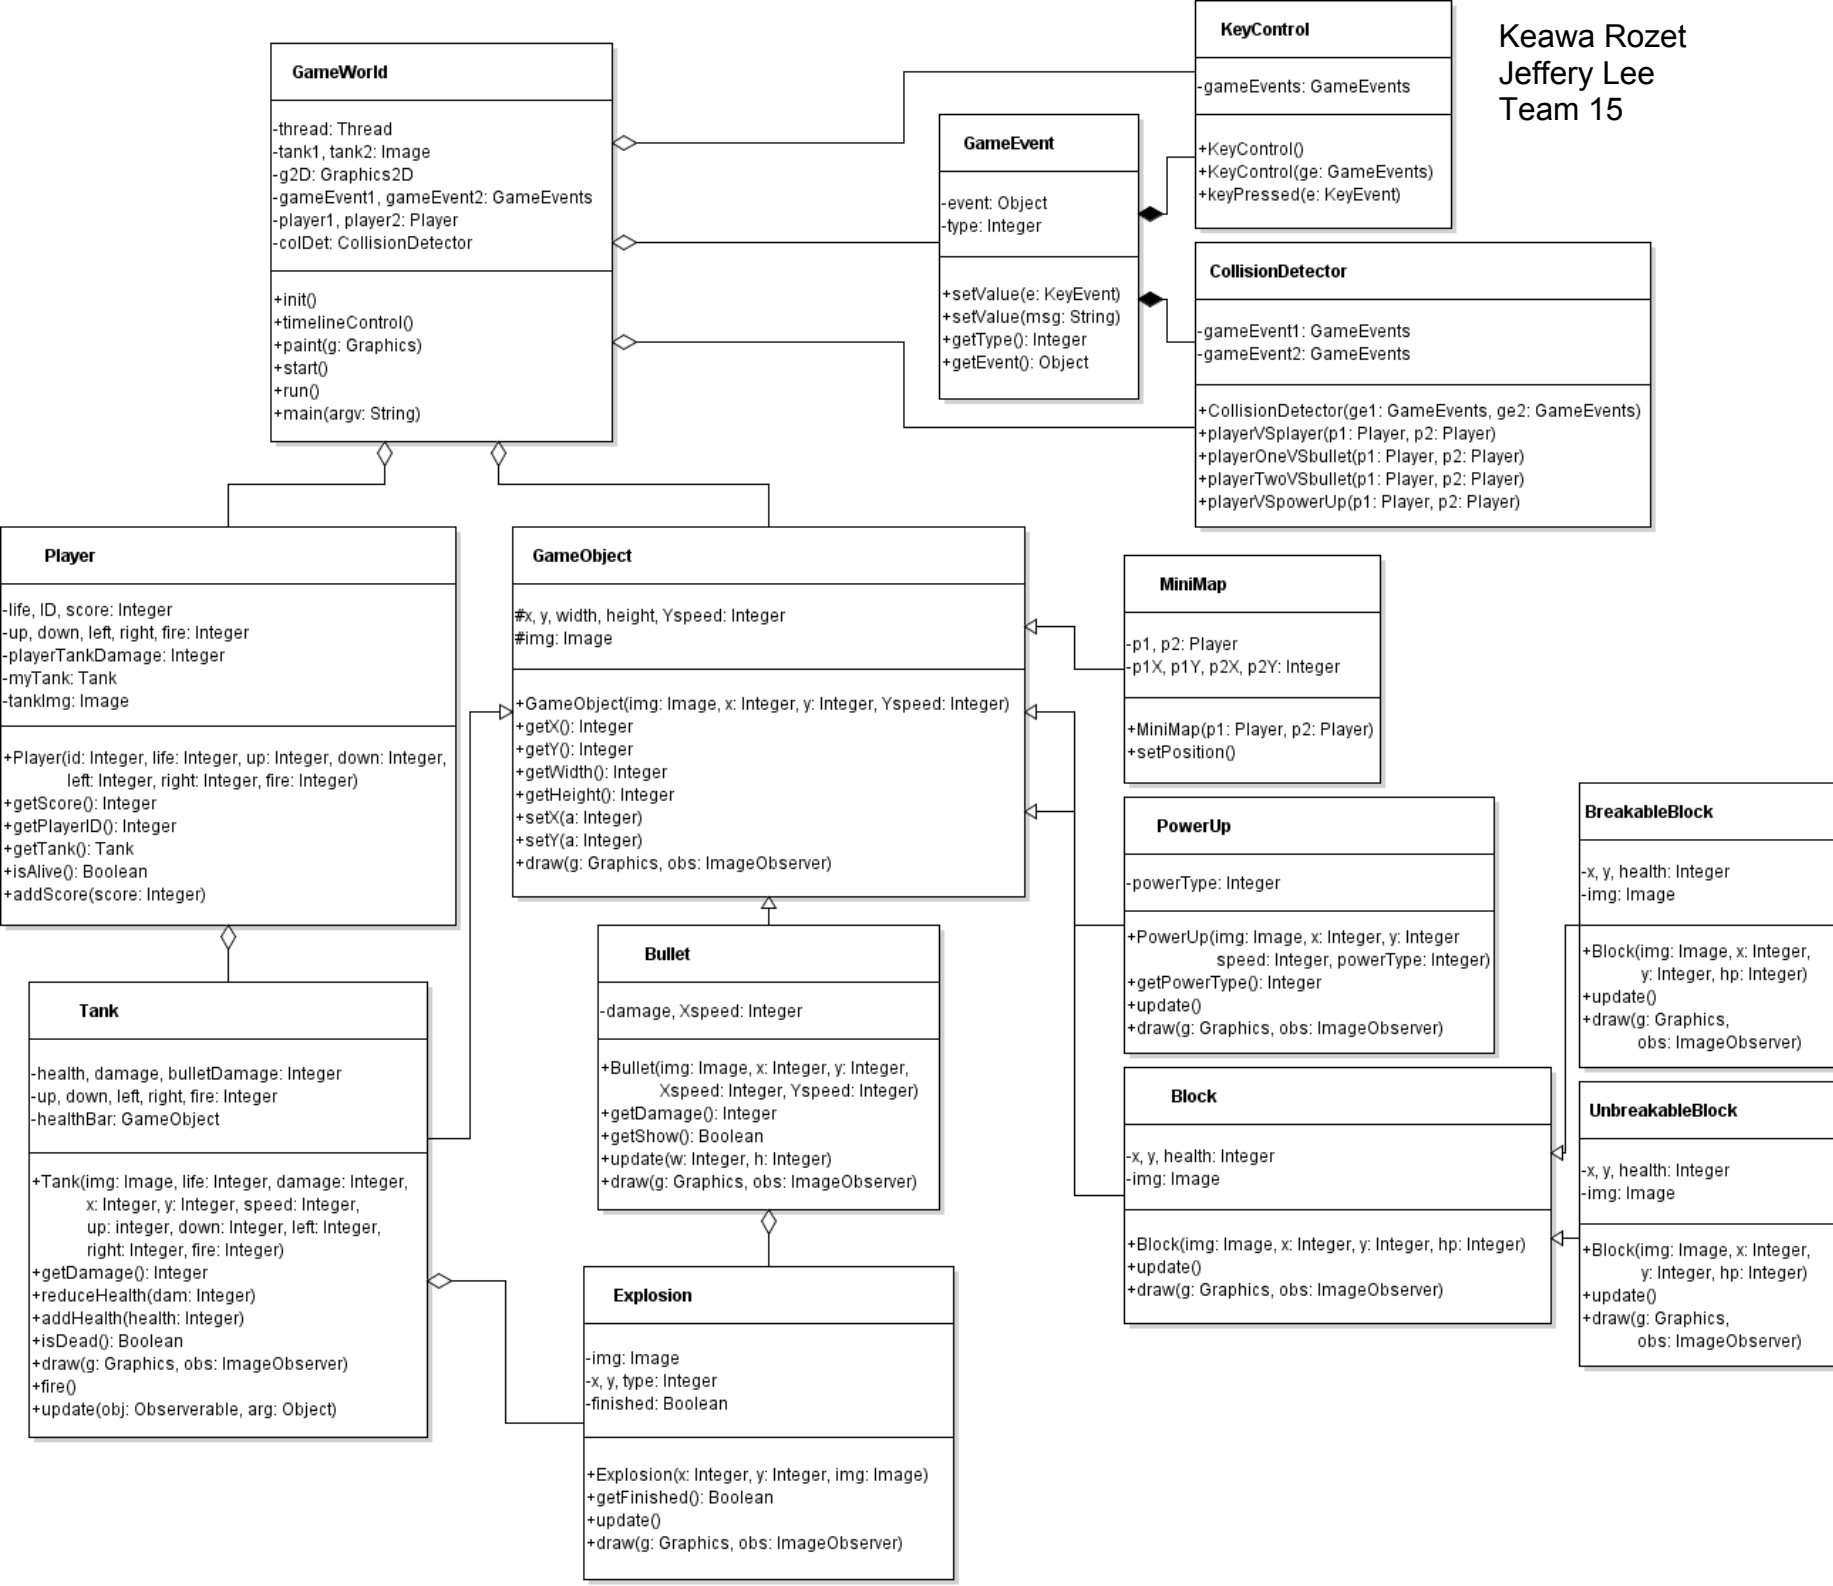 Keawa Rozet
Jeffery Lee
Team 15
GameWorld
-thread: Thread
-tank1, tank2: Image
-g2D: Graphics2D
-gameEvent1, gameEvent2: GameEvents
-player1, player2: Player
-colDet: CollisionDetector
+init()
+timelineControl()
+paint(g: Graphics)
+start()
+run()
+main(argv: String)
KeyControl
-gameEvents: GameEvents
+KeyControl()
+KeyControl(ge: GameEvents)
+keyPressed(e: KeyEvent)
GameEvent
-event: Object
-type: Integer
+setValue(e: KeyEvent)
+setValue(msg: String)
+getType(): Integer
+getEvent(): Object
CollisionDetector
-gameEvent1: GameEvents
-gameEvent2: GameEvents
+CollisionDetector(ge1: GameEvents, ge2: GameEvents)
+playerVSplayer(p1: Player, p2: Player)
+playerOneVSbullet(p1: Player, p2: Player)
+playerTwoVSbullet(p1: Player, p2: Player)
+playerVSpowerUp(p1: Player, p2: Player)
Player
-life, ID, score: Integer
-up, down, left, right, fire: Integer
-playerTankDamage: Integer
-myTank: Tank
-tankImg: Image
+Player(id: Integer, life: Integer, up: Integer, down: Integer,
left: Integer, right: Integer, fire: Integer)
+getScore(): Integer
+getPlayerID(): Integer
+getTank(): Tank
+isAlive(): Boolean
+addScore(score: Integer)
GameObject
#x, y, width, height, Yspeed: Integer
#img: Image
+GameObject(img: Image, x: Integer, y: Integer, Yspeed: Integer)
+getX(): Integer
+getY(): Integer
+getWidth(): Integer
+getHeight(): Integer
+setX(a: Integer)
+setY(a: Integer)
+draw(g: Graphics, obs: ImageObserver)
MiniMap
-p1, p2: Player
-p1X, p1Y, p2X, p2Y: Integer
+MiniMap(p1: Player, p2: Player)
+setPosition()
PowerUp
-powerType: Integer
+PowerUp(img: Image, x: Integer, y: Integer
speed: Integer, powerType: Integer)
+getPowerType(): Integer
+update()
+draw(g: Graphics, obs: ImageObserver)
BreakableBlock
-x, y, health: Integer
-img: Image
+Block(img: Image, x: Integer,
y: Integer, hp: Integer)
+update()
+draw(g: Graphics,
obs: ImageObserver)
Tank
-health, damage, bulletDamage: Integer
-up, down, left, right, fire: Integer
-healthBar: GameObject
+Tank(img: Image, life: Integer, damage: Integer,
x: Integer, y: Integer, speed: Integer,
up: integer, down: Integer, left: Integer,
right: Integer, fire: Integer)
+getDamage(): Integer
+reduceHealth(dam: Integer)
+addHealth(health: Integer)
+isDead(): Boolean
+draw(g: Graphics, obs: ImageObserver)
+fire()
+update(obj: Observerable, arg: Object)
Bullet
-damage, Xspeed: Integer
+Bullet(img: Image, x: Integer, y: Integer,
Xspeed: Integer, Yspeed: Integer)
+getDamage(): Integer
+getShow(): Boolean
+update(w: Integer, h: Integer)
+draw(g: Graphics, obs: ImageObserver)
Block
-x, y, health: Integer
-img: Image
+Block(img: Image, x: Integer, y: Integer, hp: Integer)
+update()
+draw(g: Graphics, obs: ImageObserver)
UnbreakableBlock
-x, y, health: Integer
-img: Image
+Block(img: Image, x: Integer,
y: Integer, hp: Integer)
+update()
+draw(g: Graphics,
obs: ImageObserver)
Explosion
-img: Image
-x, y, type: Integer
-finished: Boolean
+Explosion(x: Integer, y: Integer, img: Image)
+getFinished(): Boolean
+update()
+draw(g: Graphics, obs: ImageObserver)